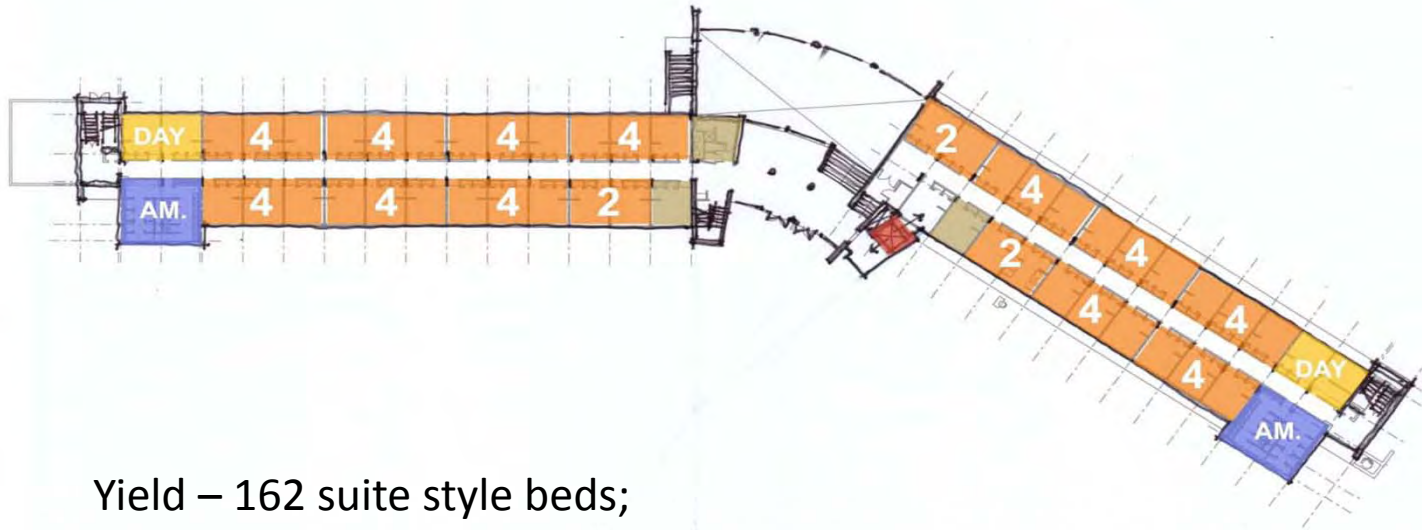 DAY 4 4 4 4
AM. 4 4 4 2
2 4 4 4 DAY
2 4 4 AM.
Yield – 162 suite style beds;